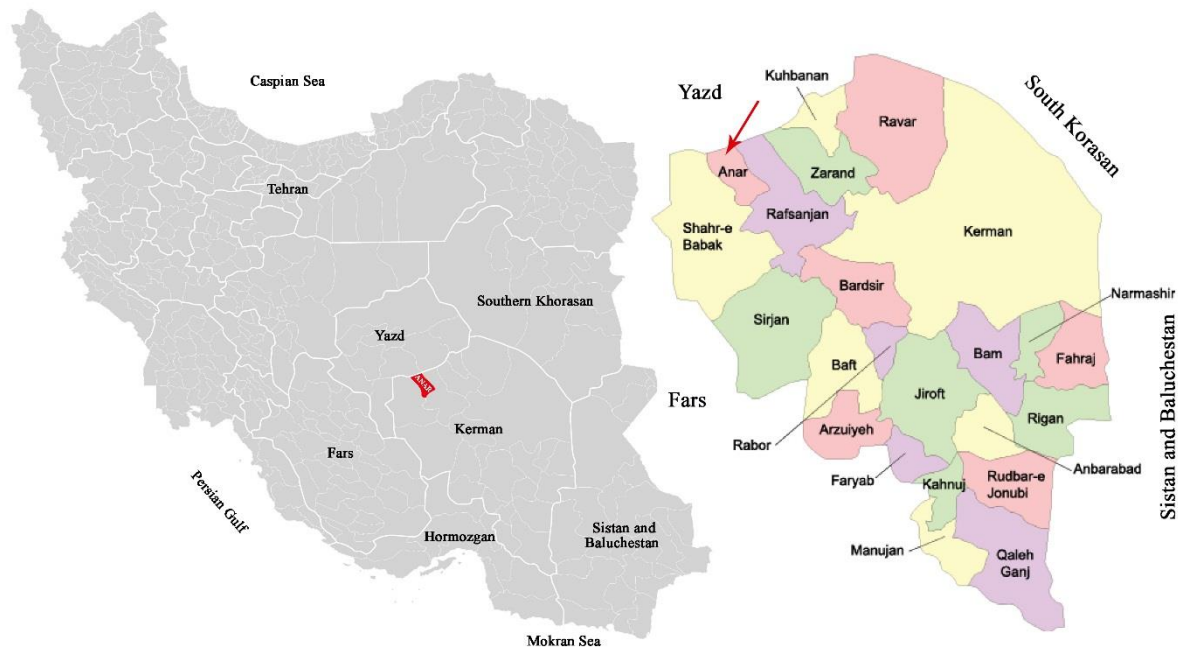 Caspian Sea
Tehran
Southern Khorasan
Yazd
ANAR
Kerman
Fars
Persian Gulf
Hormozgan
Sistan and
Baluchestan
Mokran Sea
Yazd
South Korasan
Fars
Sistan and Baluchestan
Kuhbanan
Ravar
Anar
Zarand
Rafsanjan
Shahr-e
Babak
Kerman
Bardsir
Narmashir
Sirjan
Bam
Fahraj
Baft
Jiroft
Rigan
Arzuiyeh
Rabor
Anbarabad
Faryab
Kahnuj
Rudbar-e
Jonubi
Manujan
Qaleh
Ganj